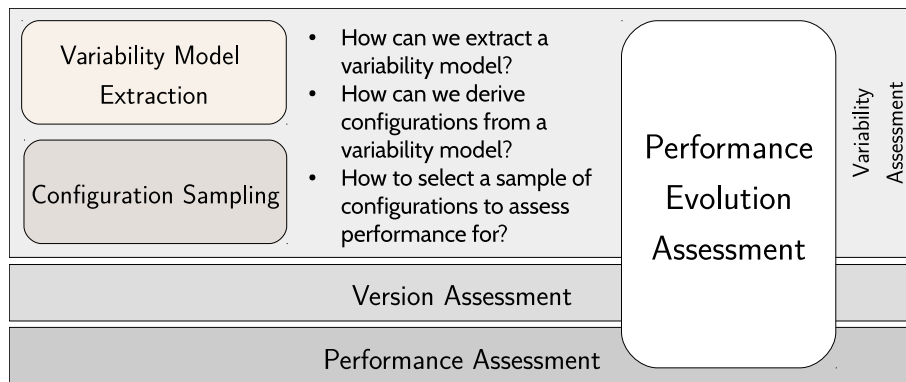 Variability Model
Extraction
Configuration Sampling
• How can we extract a
variability model?
• How can we derive
configurations from a
variability model?
• How to select a sample of
configurations to assess
performance for?
Performance
Evolution
Assessment
Variability
Assessment
Version Assessment
Performance Assessment